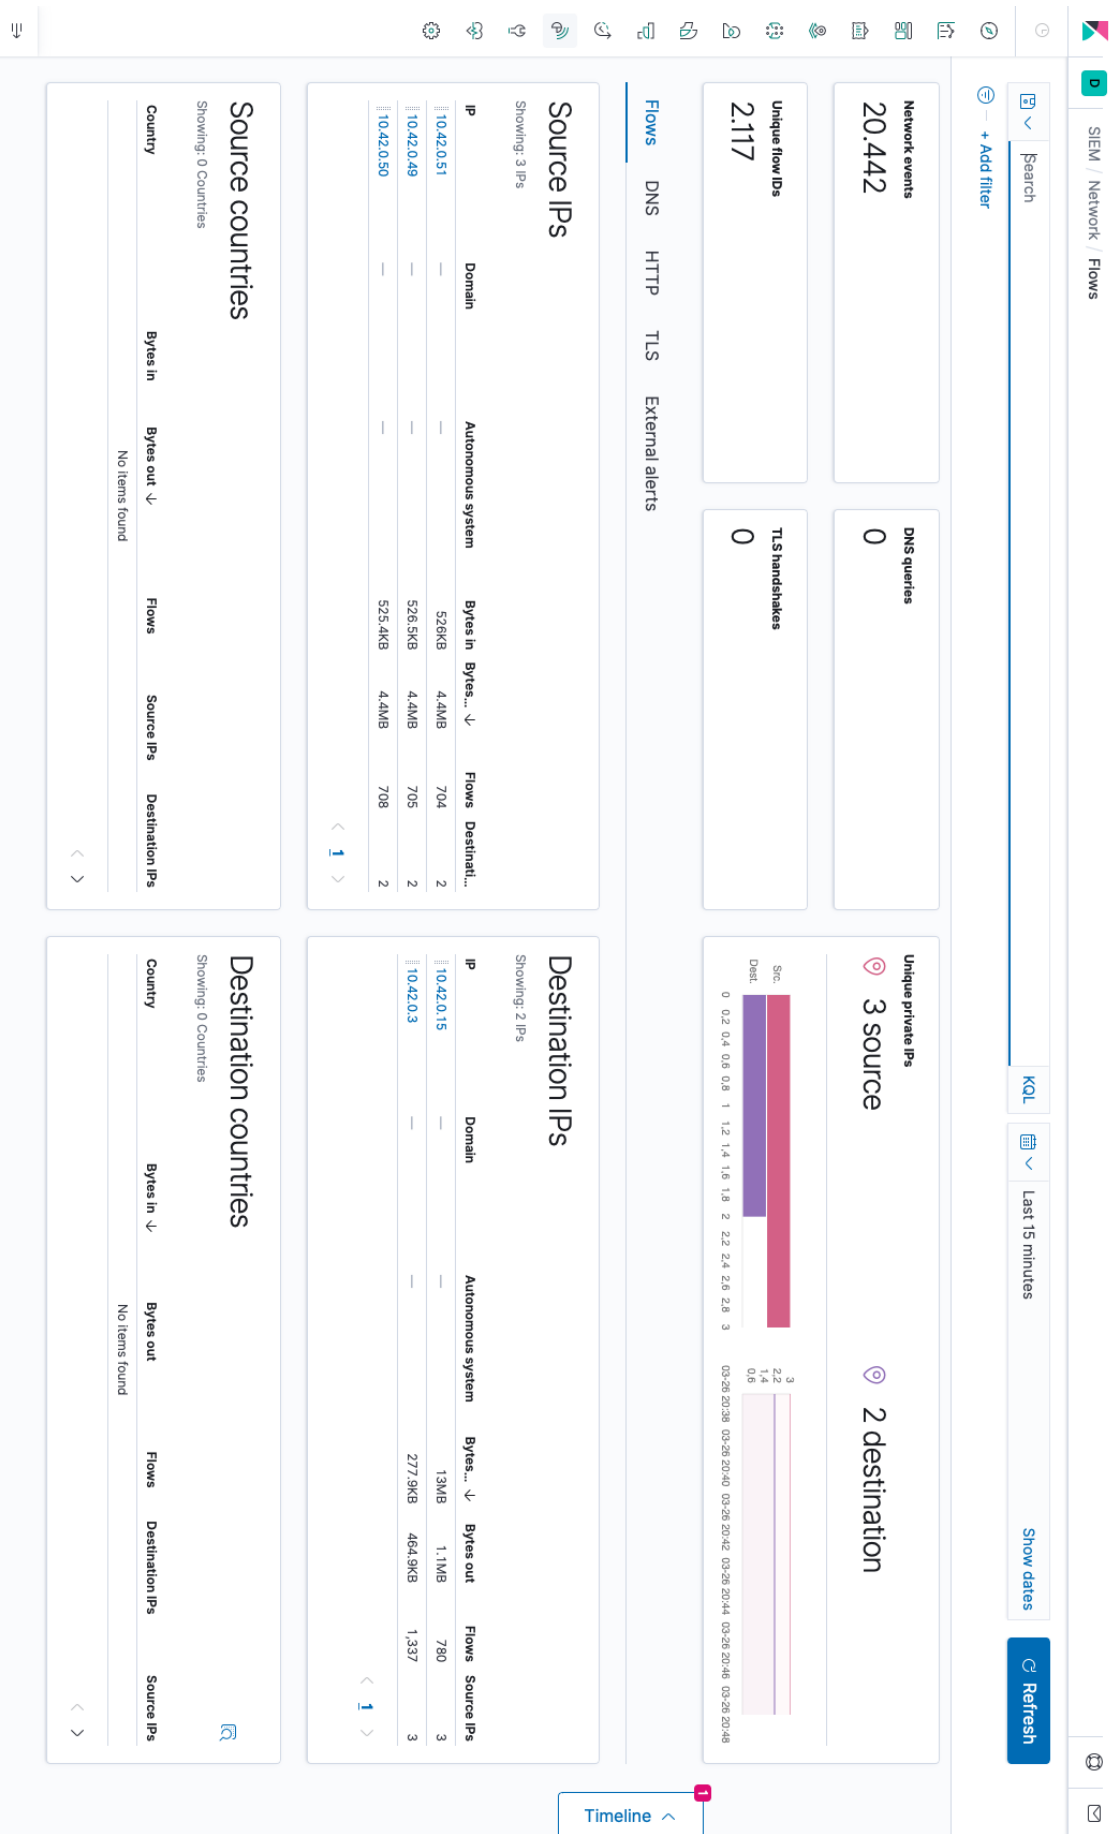 D
SIEM / Network / Flows
Search
KQL
Last 15 minutes
Show dates
Refresh
+ Add filter
Network events
20.442
DNS queries
0
Unique flow IDs
2.117
TLS handshakes
0
Unique private IPs
3 source
2 destination
Src.
Dest.
0 0,2 0,4 0,6 0,8 1 1,2 1,4 1,6 1,8 2 2,2 2,4 2,6 2,8 3
3
2,2
1,4
0,6
03-26 20:38 03-26 20:40 03-26 20:42 03-26 20:44 03-26 20:46 03-26 20:48
Flows DNS HTTP TLS External alerts
1
Timeline
Source IPs
Showing: 3 IPs
IP Domain Autonomous system Bytes in Bytes... ↓ Flows Destinati...
10.42.0.51 — — 526KB 4.4MB 704 2
10.42.0.49 — — 526.5KB 4.4MB 705 2
10.42.0.50 — — 525.4KB 4.4MB 708 2
< 1 >
Destination IPs
Showing: 2 IPs
IP Domain Autonomous system Bytes... ↓ Bytes out Flows Source IPs
10.42.0.15 — — 13MB 1.1MB 780 3
10.42.0.3 — — 277.9KB 464.9KB 1,337 3
< 1 >
Source countries
Showing: 0 Countries
Country Bytes in Bytes out ↓ Flows Source IPs Destination IPs
No items found
< >
Destination countries
Showing: 0 Countries
Country Bytes in ↓ Bytes out Flows Destination IPs Source IPs
No items found
< >